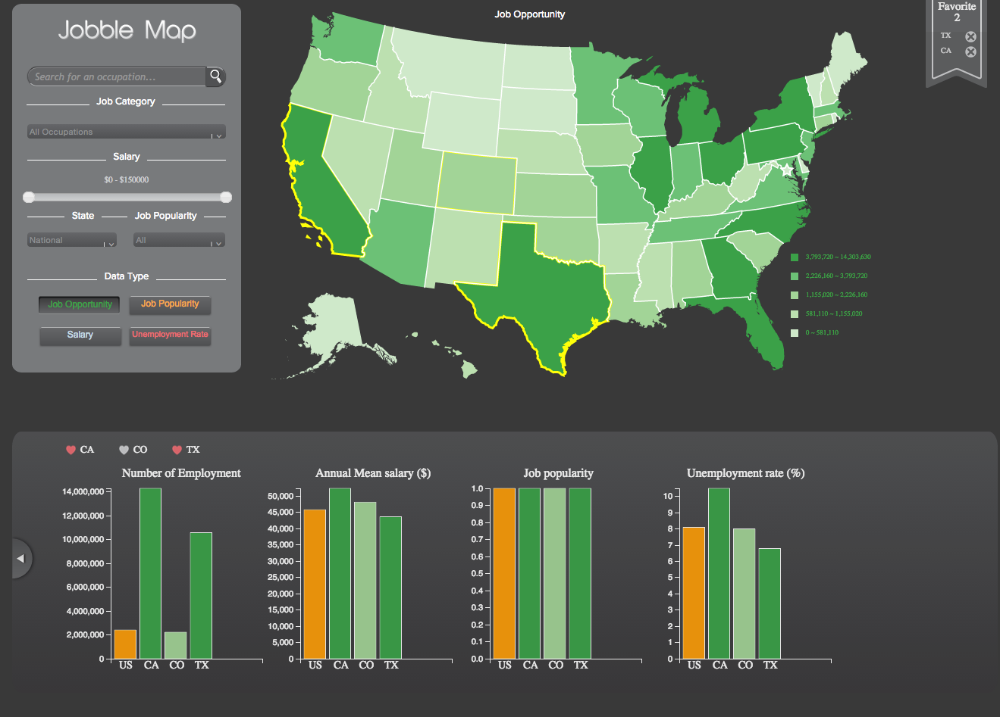 Jobble Map
Search for an occupation...
Job Category
All Occupations
Salary
$0 - $150000
State
Job Popularity
National
All
Data Type
Job Opportunity
Job Popularity
Salary
Unemployment Rate
Job Opportunity
Favorite
2
TX
CA
3,793,720 ~ 14,303,630
2,226,160 ~ 3,793,720
1,155,020 ~ 2,226,160
581,110 ~ 1,155,020
0 ~ 581,110
CA CO TX
Number of Employment
14,000,000
12,000,000
10,000,000
8,000,000
6,000,000
4,000,000
2,000,000
0
US CA CO TX
Annual Mean salary ($)
50,000
45,000
40,000
35,000
30,000
25,000
20,000
15,000
10,000
5,000
0
US CA CO TX
Job popularity
1.0
0.9
0.8
0.7
0.6
0.5
0.4
0.3
0.2
0.1
0.0
US CA CO TX
Unemployment rate (%)
10
9
8
7
6
5
4
3
2
1
0
US CA CO TX